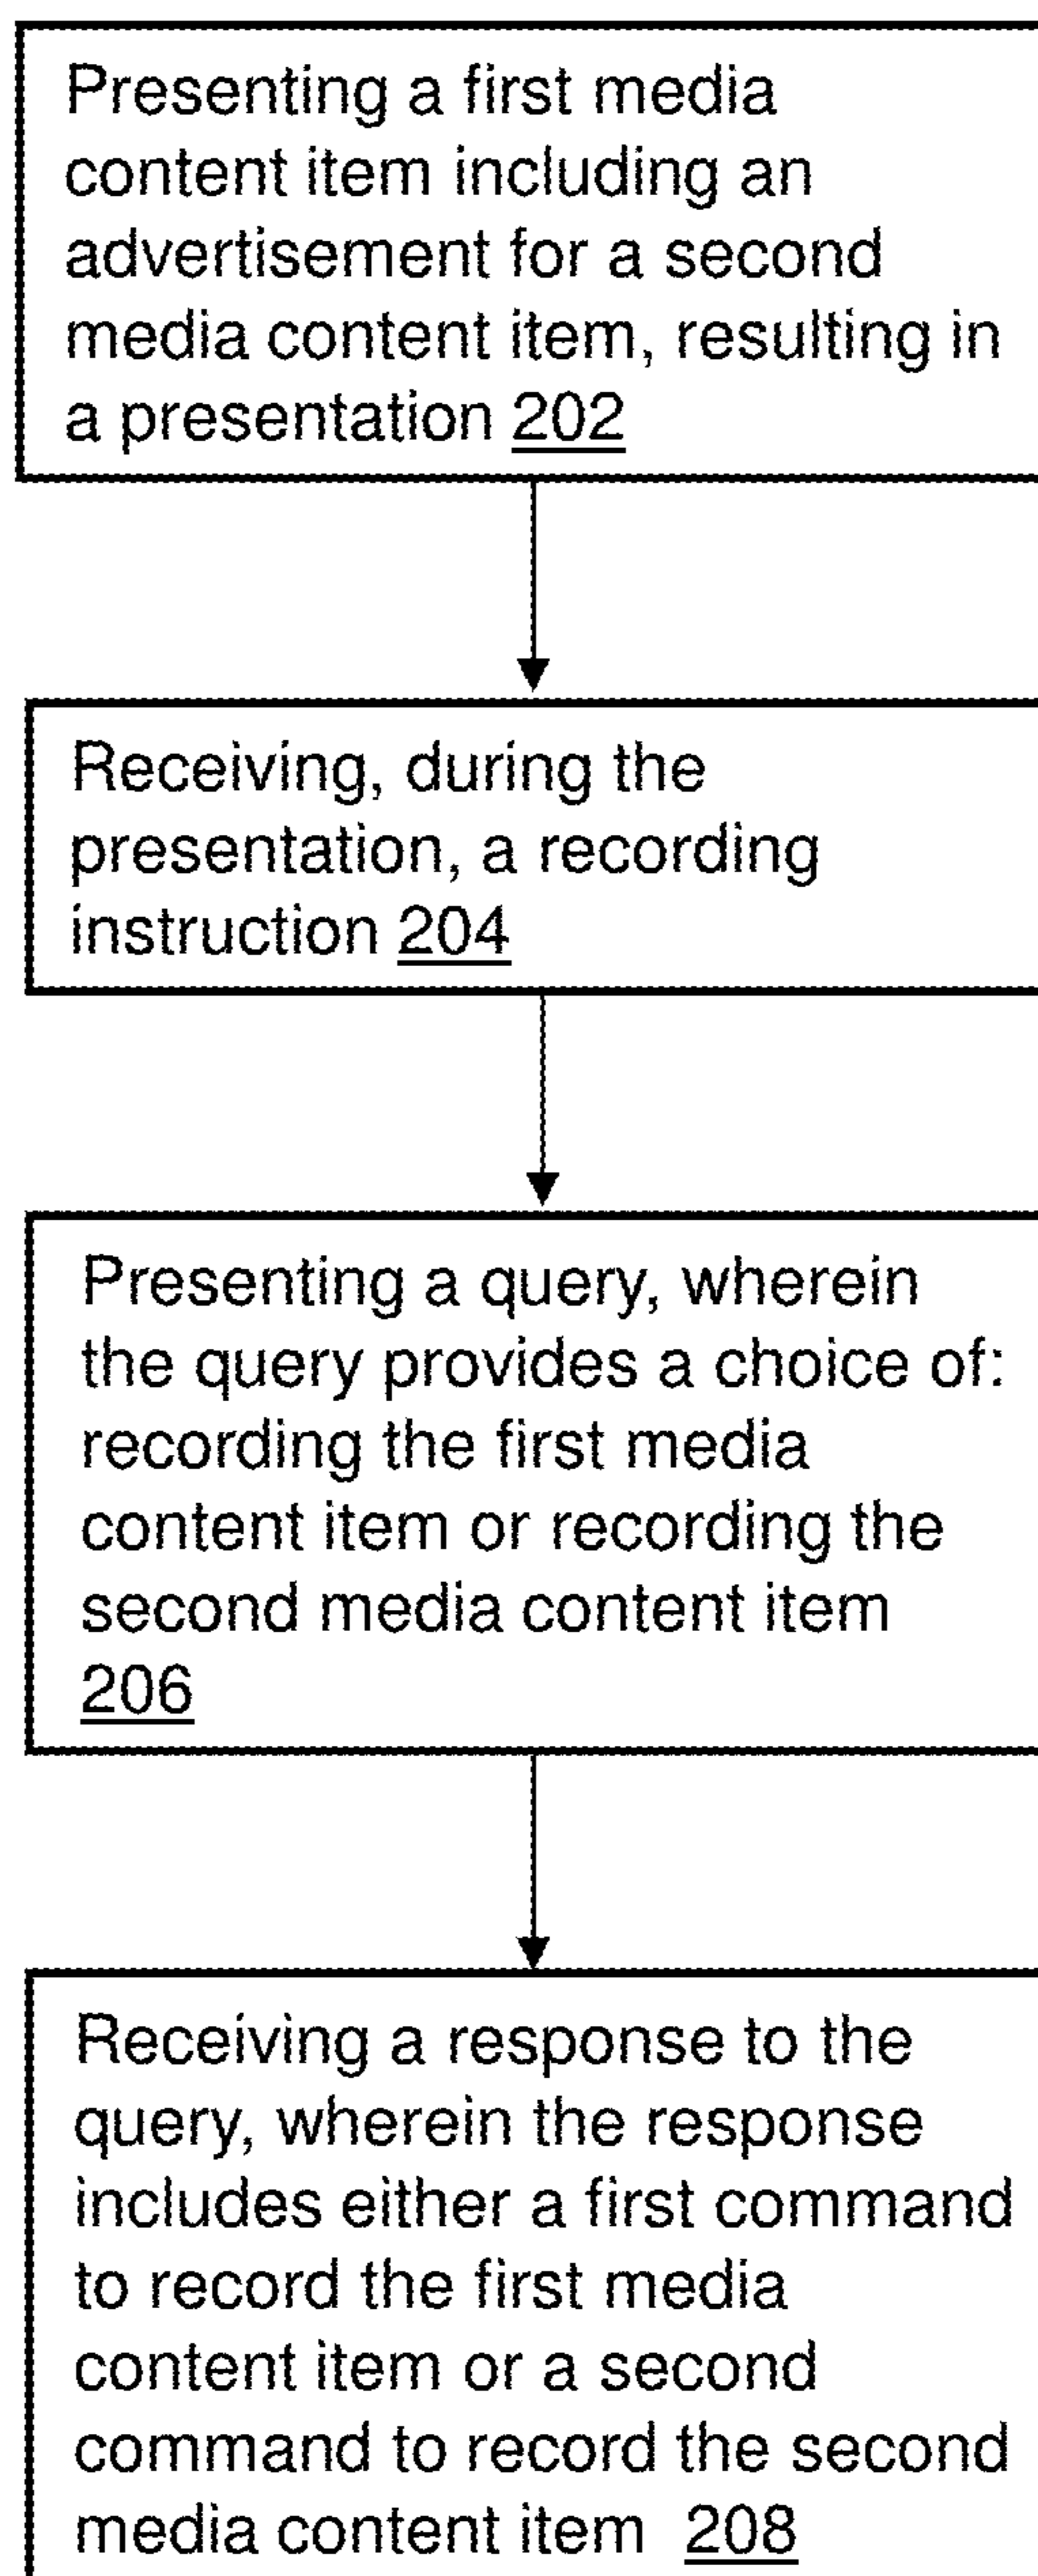 Presenting a first media
content item including an
advertisement for a second
media content item, resulting in
a presentation 202
Receiving, during the
presentation, a recording
instruction 204
Presenting a query, wherein
the query provides a choice of:
recording the first media
content item or recording the
second media content item
206
Receiving a response to the
query, wherein the response
includes either a first command
to record the first media
content item or a second
command to record the second
media content item 208